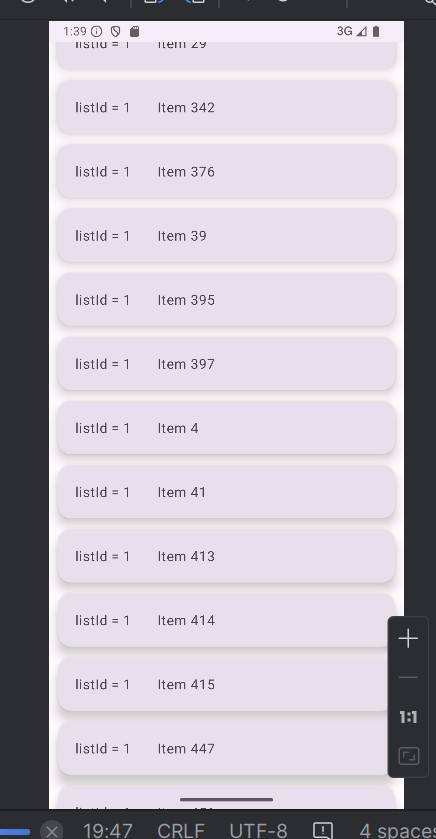 1:39
3G
listId = 1 Item 29
listId = 1 Item 342
listId = 1 Item 376
listId = 1 Item 39
listId = 1 Item 395
listId = 1 Item 397
listId = 1 Item 4
listId = 1 Item 41
listId = 1 Item 413
listId = 1 Item 414
listId = 1 Item 415
listId = 1 Item 447
1:1
19:47 CRLF UTF-8 4 spaces